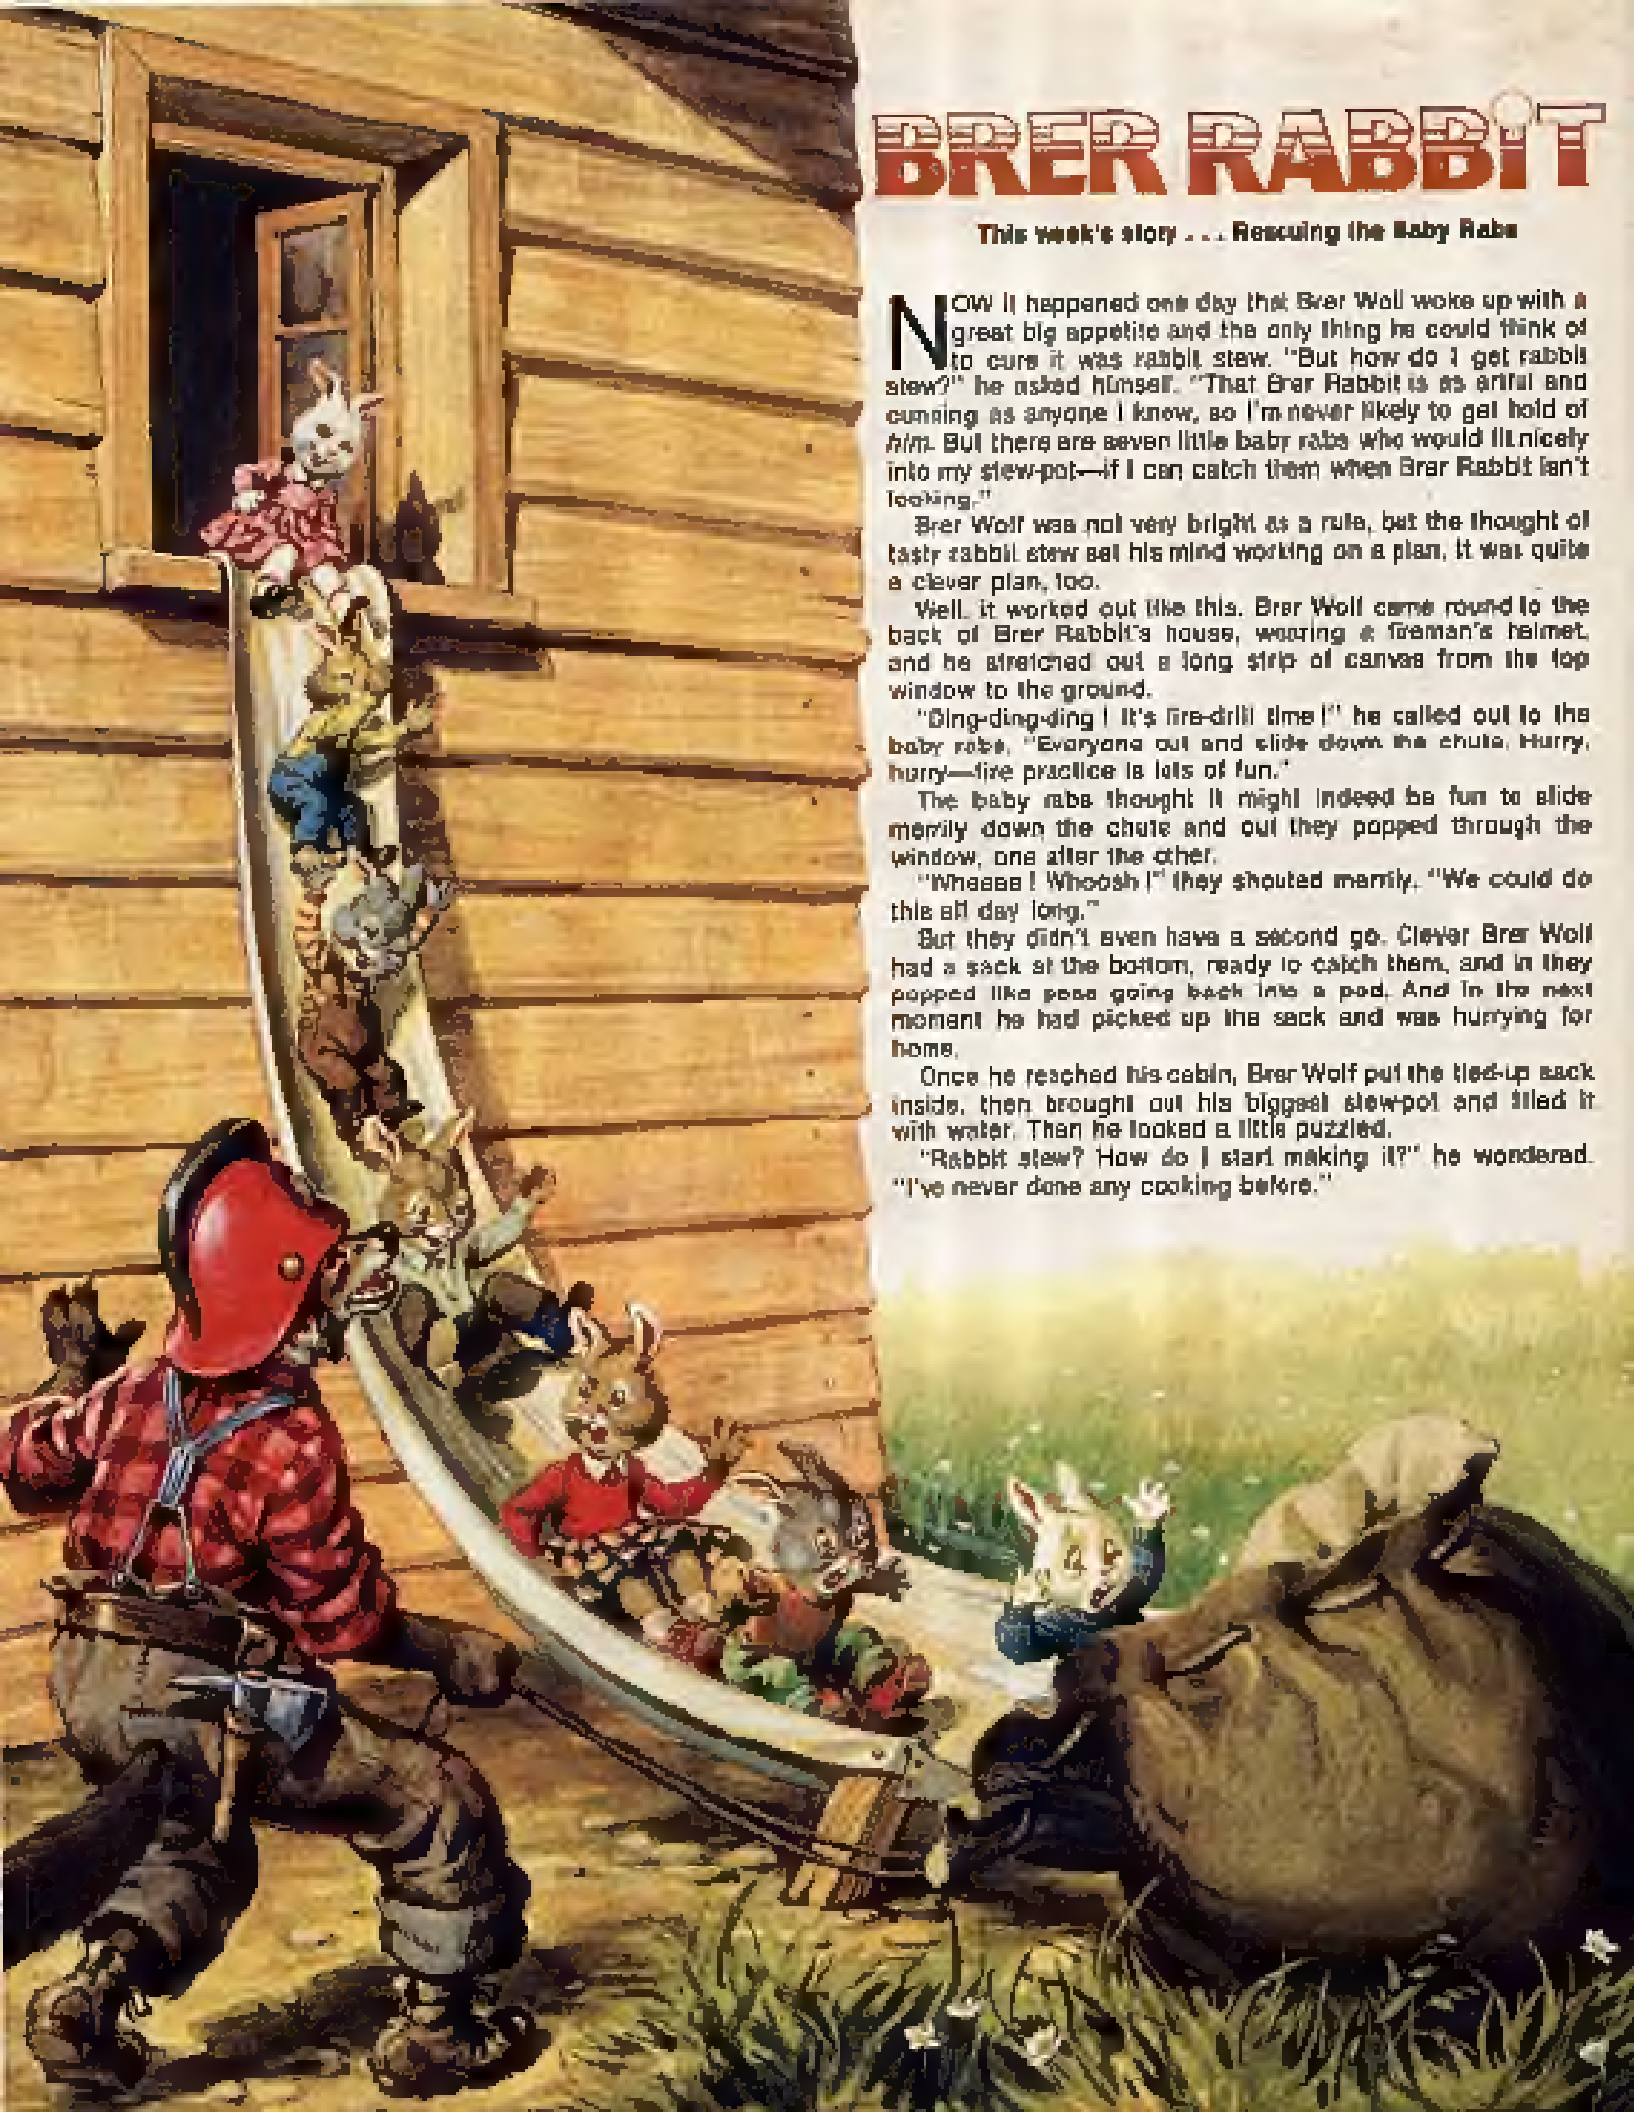 BRER RABBIT
This week's story . . . Rescuing the Baby Rabs
NOW it happened one day that Brer Wolf woke up with a
great big appetite and the only thing he could think of
to cure it was rabbit stew. "But how do I get rabbit
stew?" he asked himself. "That Brer Rabbit is as artful and
cunning as anyone I know, so I'm never likely to get hold of
him. But there are seven little baby rabs who would fit nicely
into my stew-pot—if I can catch them when Brer Rabbit isn't
looking."
Brer Wolf was not very bright as a rule, but the thought of
tasty rabbit stew set his mind working on a plan. It was quite
a clever plan, too.
Well, it worked out like this. Brer Wolf came round to the
back of Brer Rabbit's house, wearing a fireman's helmet,
and he stretched out a long strip of canvas from the top
window to the ground.
"Ding-ding-ding! It's fire-drill time!" he called out to the
baby rabs. "Everyone out and slide down the chute. Hurry,
hurry—fire practice is lots of fun."
The baby rabs thought it might indeed be fun to slide
merrily down the chute and out they popped through the
window, one after the other.
"Wheeee! Whoosh!" they shouted merrily. "We could do
this all day long."
But they didn't even have a second go. Clever Brer Wolf
had a sack at the bottom, ready to catch them, and in they
popped like peas going back into a pod. And in the next
moment he had picked up the sack and was hurrying for
home.
Once he reached his cabin, Brer Wolf put the tied-up sack
inside, then brought out his biggest stewpot and filled it
with water. Then he looked a little puzzled.
"Rabbit stew? How do I start making it?" he wondered.
"I've never done any cooking before."